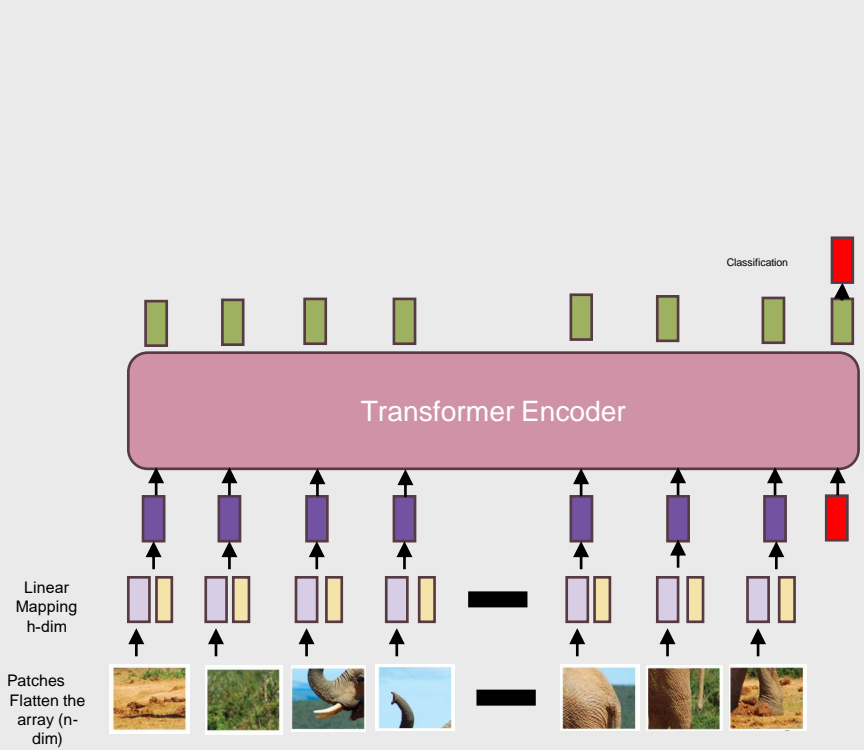 Classification
Transformer Encoder
Linear
Mapping
h-dim
Patches
Flatten the
array (n-
dim)